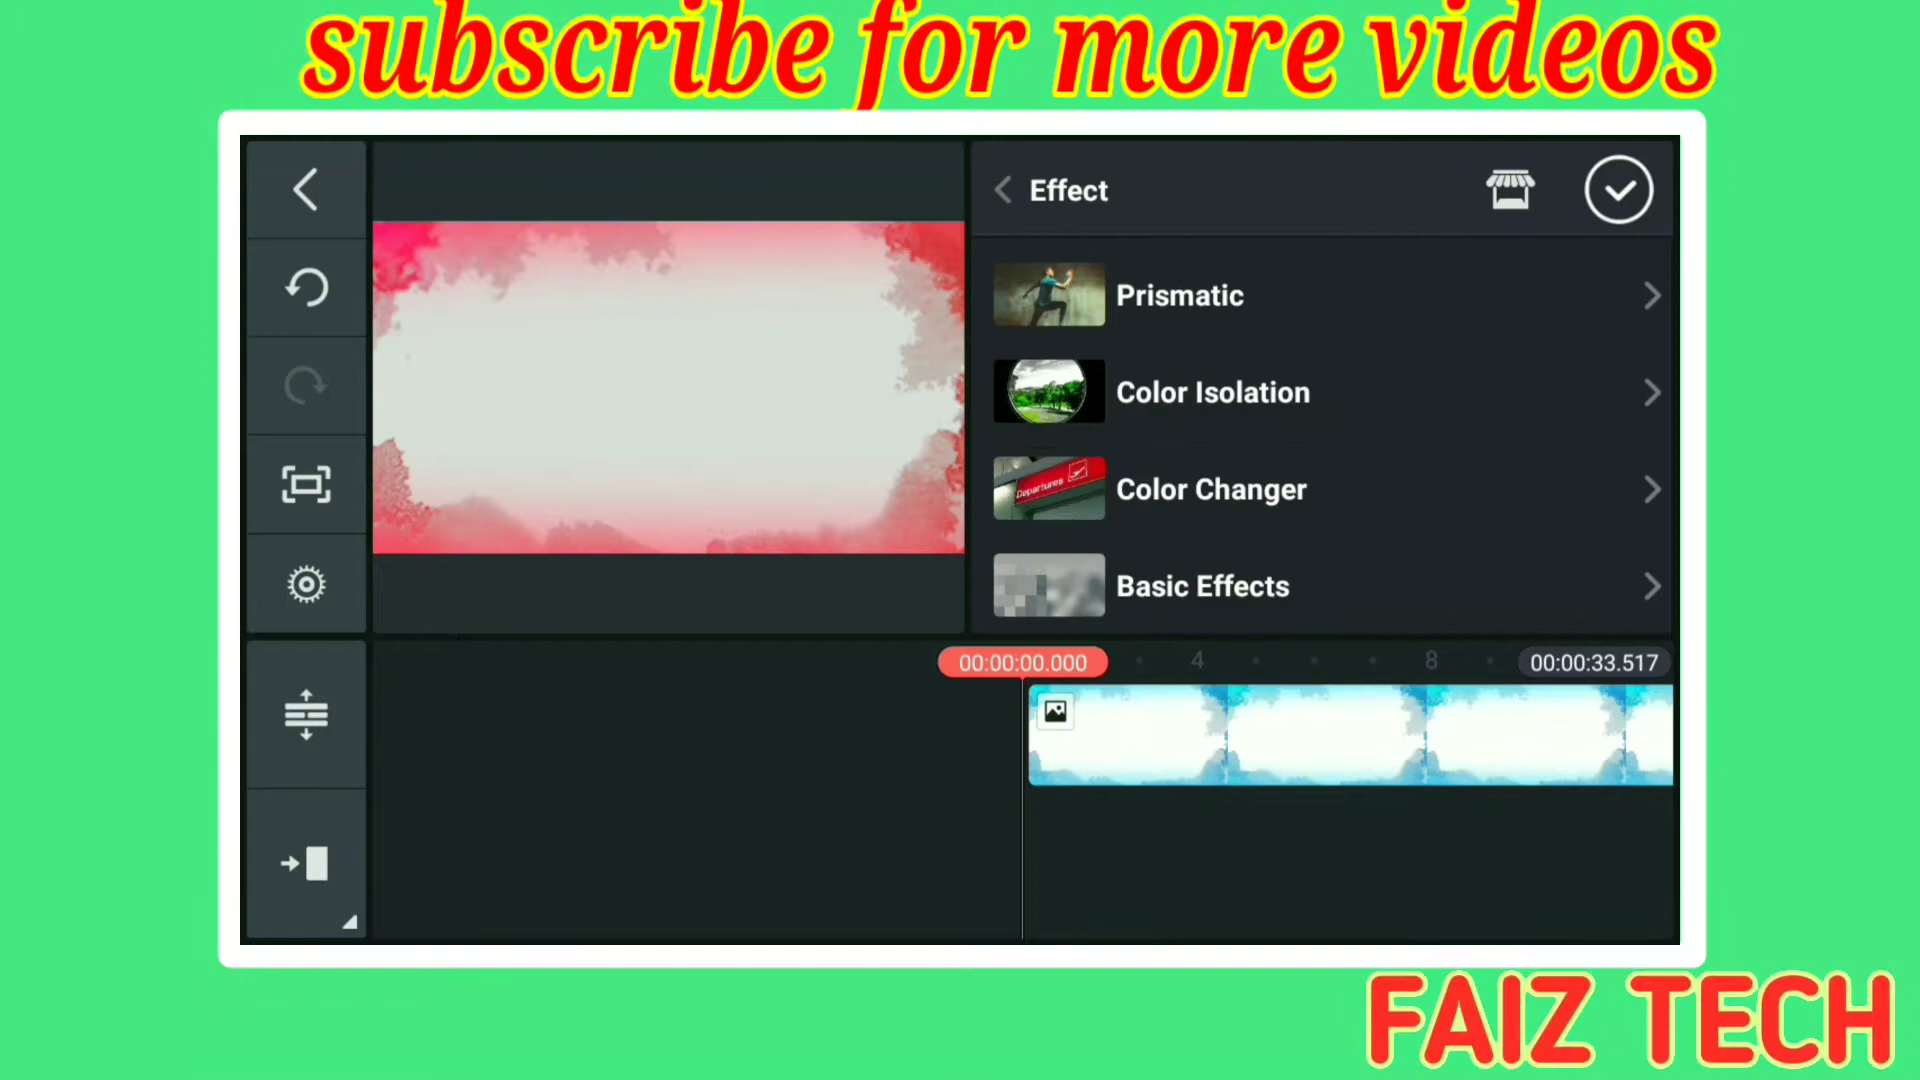 subscribe for more videos
Effect
Prismatic
Color Isolation
Departures
Color Changer
Basic Effects
00:00:00.000
4
8
00:00:33.517
FAIZ TECH